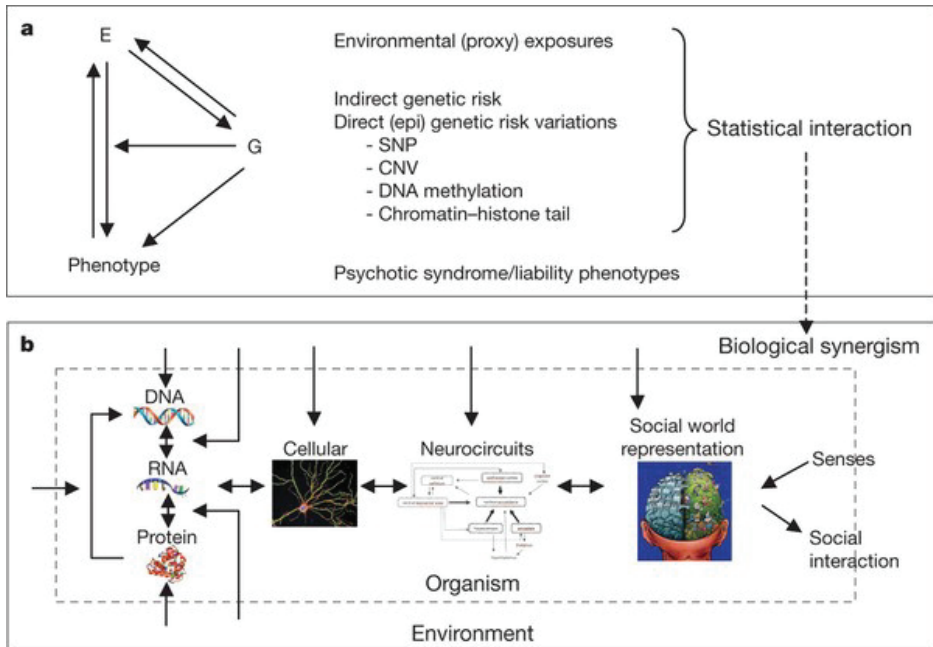 a
E
G
Phenotype
Environmental (proxy) exposures
Indirect genetic risk
Direct (epi) genetic risk variations
- SNP
- CNV
- DNA methylation
- Chromatin–histone tail
Psychotic syndrome/liability phenotypes
Statistical interaction
b
Biological synergism
DNA
RNA
Protein
Cellular
Neurocircuits
Social world
representation
Senses
Social
interaction
Organism
Environment